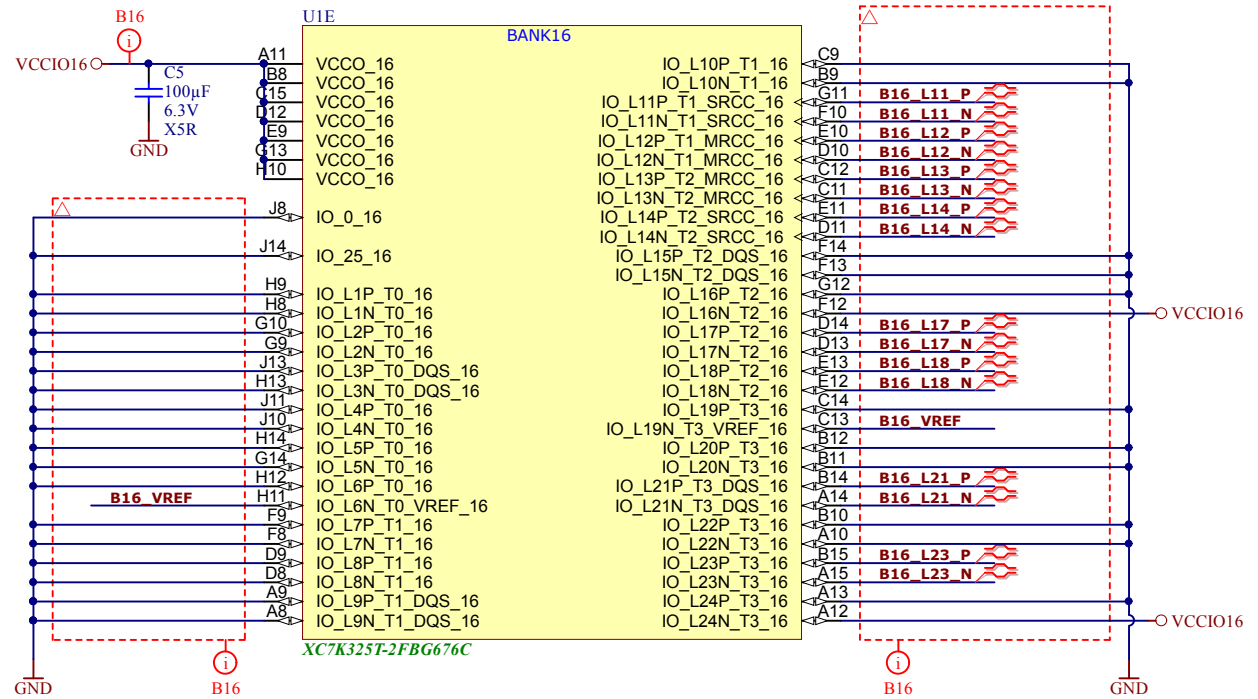 B16
U1E
BANK16
VCCIO16
C5
100µF
6.3V
X5R
GND
A11 VCCO_16
B8 VCCO_16
C15 VCCO_16
D12 VCCO_16
E9 VCCO_16
G13 VCCO_16
H10 VCCO_16
J8 IO_0_16
J14 IO_25_16
H9 IO_L1P_T0_16
H8 IO_L1N_T0_16
G10 IO_L2P_T0_16
G9 IO_L2N_T0_16
J13 IO_L3P_T0_DQS_16
H13 IO_L3N_T0_DQS_16
J11 IO_L4P_T0_16
J10 IO_L4N_T0_16
H14 IO_L5P_T0_16
G14 IO_L5N_T0_16
H12 IO_L6P_T0_16
B16_VREF H11 IO_L6N_T0_VREF_16
F9 IO_L7P_T1_16
F8 IO_L7N_T1_16
D9 IO_L8P_T1_16
D8 IO_L8N_T1_16
A9 IO_L9P_T1_DQS_16
A8 IO_L9N_T1_DQS_16
IO_L10P_T1_16 C9
IO_L10N_T1_16 B9
IO_L11P_T1_SRCC_16 G11 B16_L11_P
IO_L11N_T1_SRCC_16 F10 B16_L11_N
IO_L12P_T1_MRCC_16 E10 B16_L12_P
IO_L12N_T1_MRCC_16 D10 B16_L12_N
IO_L13P_T2_MRCC_16 C12 B16_L13_P
IO_L13N_T2_MRCC_16 C11 B16_L13_N
IO_L14P_T2_SRCC_16 E11 B16_L14_P
IO_L14N_T2_SRCC_16 D11 B16_L14_N
IO_L15P_T2_DQS_16 F14
IO_L15N_T2_DQS_16 F13
IO_L16P_T2_16 G12
IO_L16N_T2_16 F12 VCCIO16
IO_L17P_T2_16 D14 B16_L17_P
IO_L17N_T2_16 D13 B16_L17_N
IO_L18P_T2_16 E13 B16_L18_P
IO_L18N_T2_16 E12 B16_L18_N
IO_L19P_T3_16 C14
IO_L19N_T3_VREF_16 C13 B16_VREF
IO_L20P_T3_16 B12
IO_L20N_T3_16 B11
IO_L21P_T3_DQS_16 B14 B16_L21_P
IO_L21N_T3_DQS_16 A14 B16_L21_N
IO_L22P_T3_16 B10
IO_L22N_T3_16 A10
IO_L23P_T3_16 B15 B16_L23_P
IO_L23N_T3_16 A15 B16_L23_N
IO_L24P_T3_16 A13
IO_L24N_T3_16 A12 VCCIO16
XC7K325T-2FBG676C
GND
B16
B16
GND